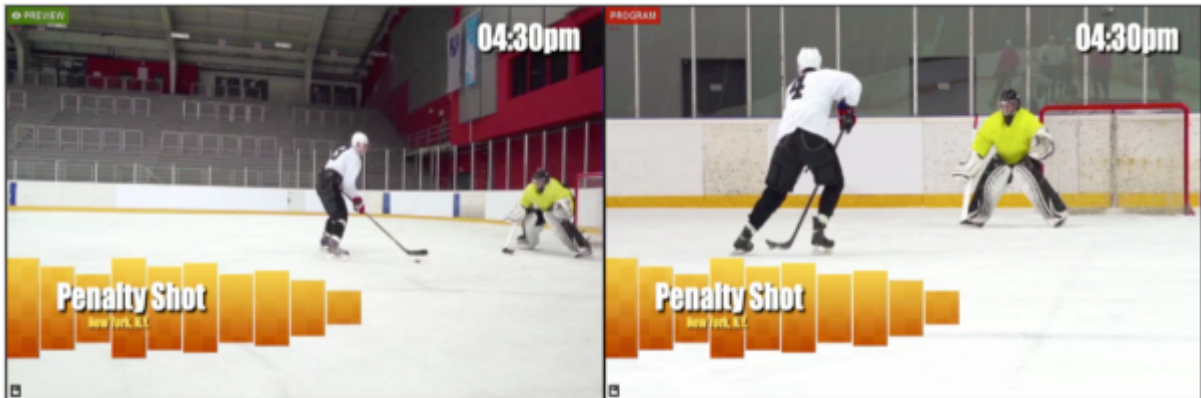 PREVIEW
04:30pm
Penalty Shot
New York, N.Y.
PROGRAM
04:30pm
4
Penalty Shot
New York, N.Y.